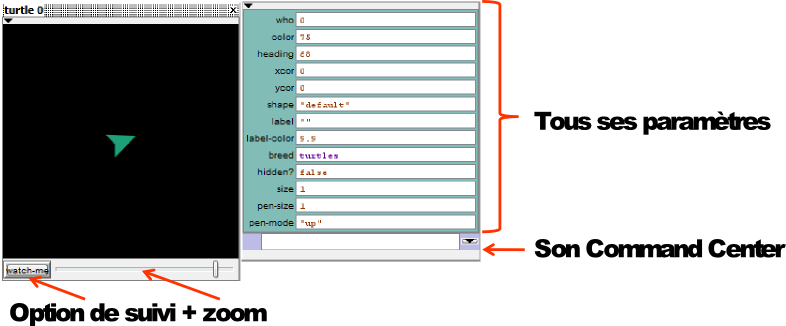 turtle 0
who 0
color 75
heading 68
xcor 0
ycor 0
shape "default"
label ""
label-color 9.9
breed turtles
hidden? false
size 1
pen-size 1
pen-mode "up"
watch-me
Tous ses paramètres
Son Command Center
Option de suivi + zoom